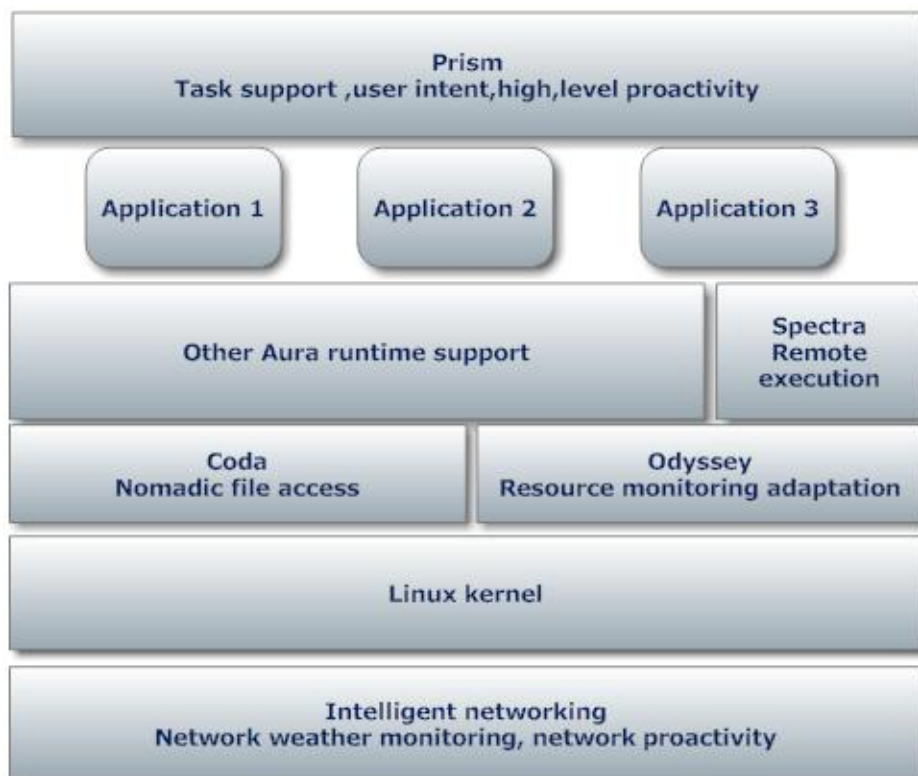 Prism
Task support ,user intent,high,level proactivity
Application 1
Application 2
Application 3
Other Aura runtime support
Spectra
Remote
execution
Coda
Nomadic file access
Odyssey
Resource monitoring adaptation
Linux kernel
Intelligent networking
Network weather monitoring, network proactivity